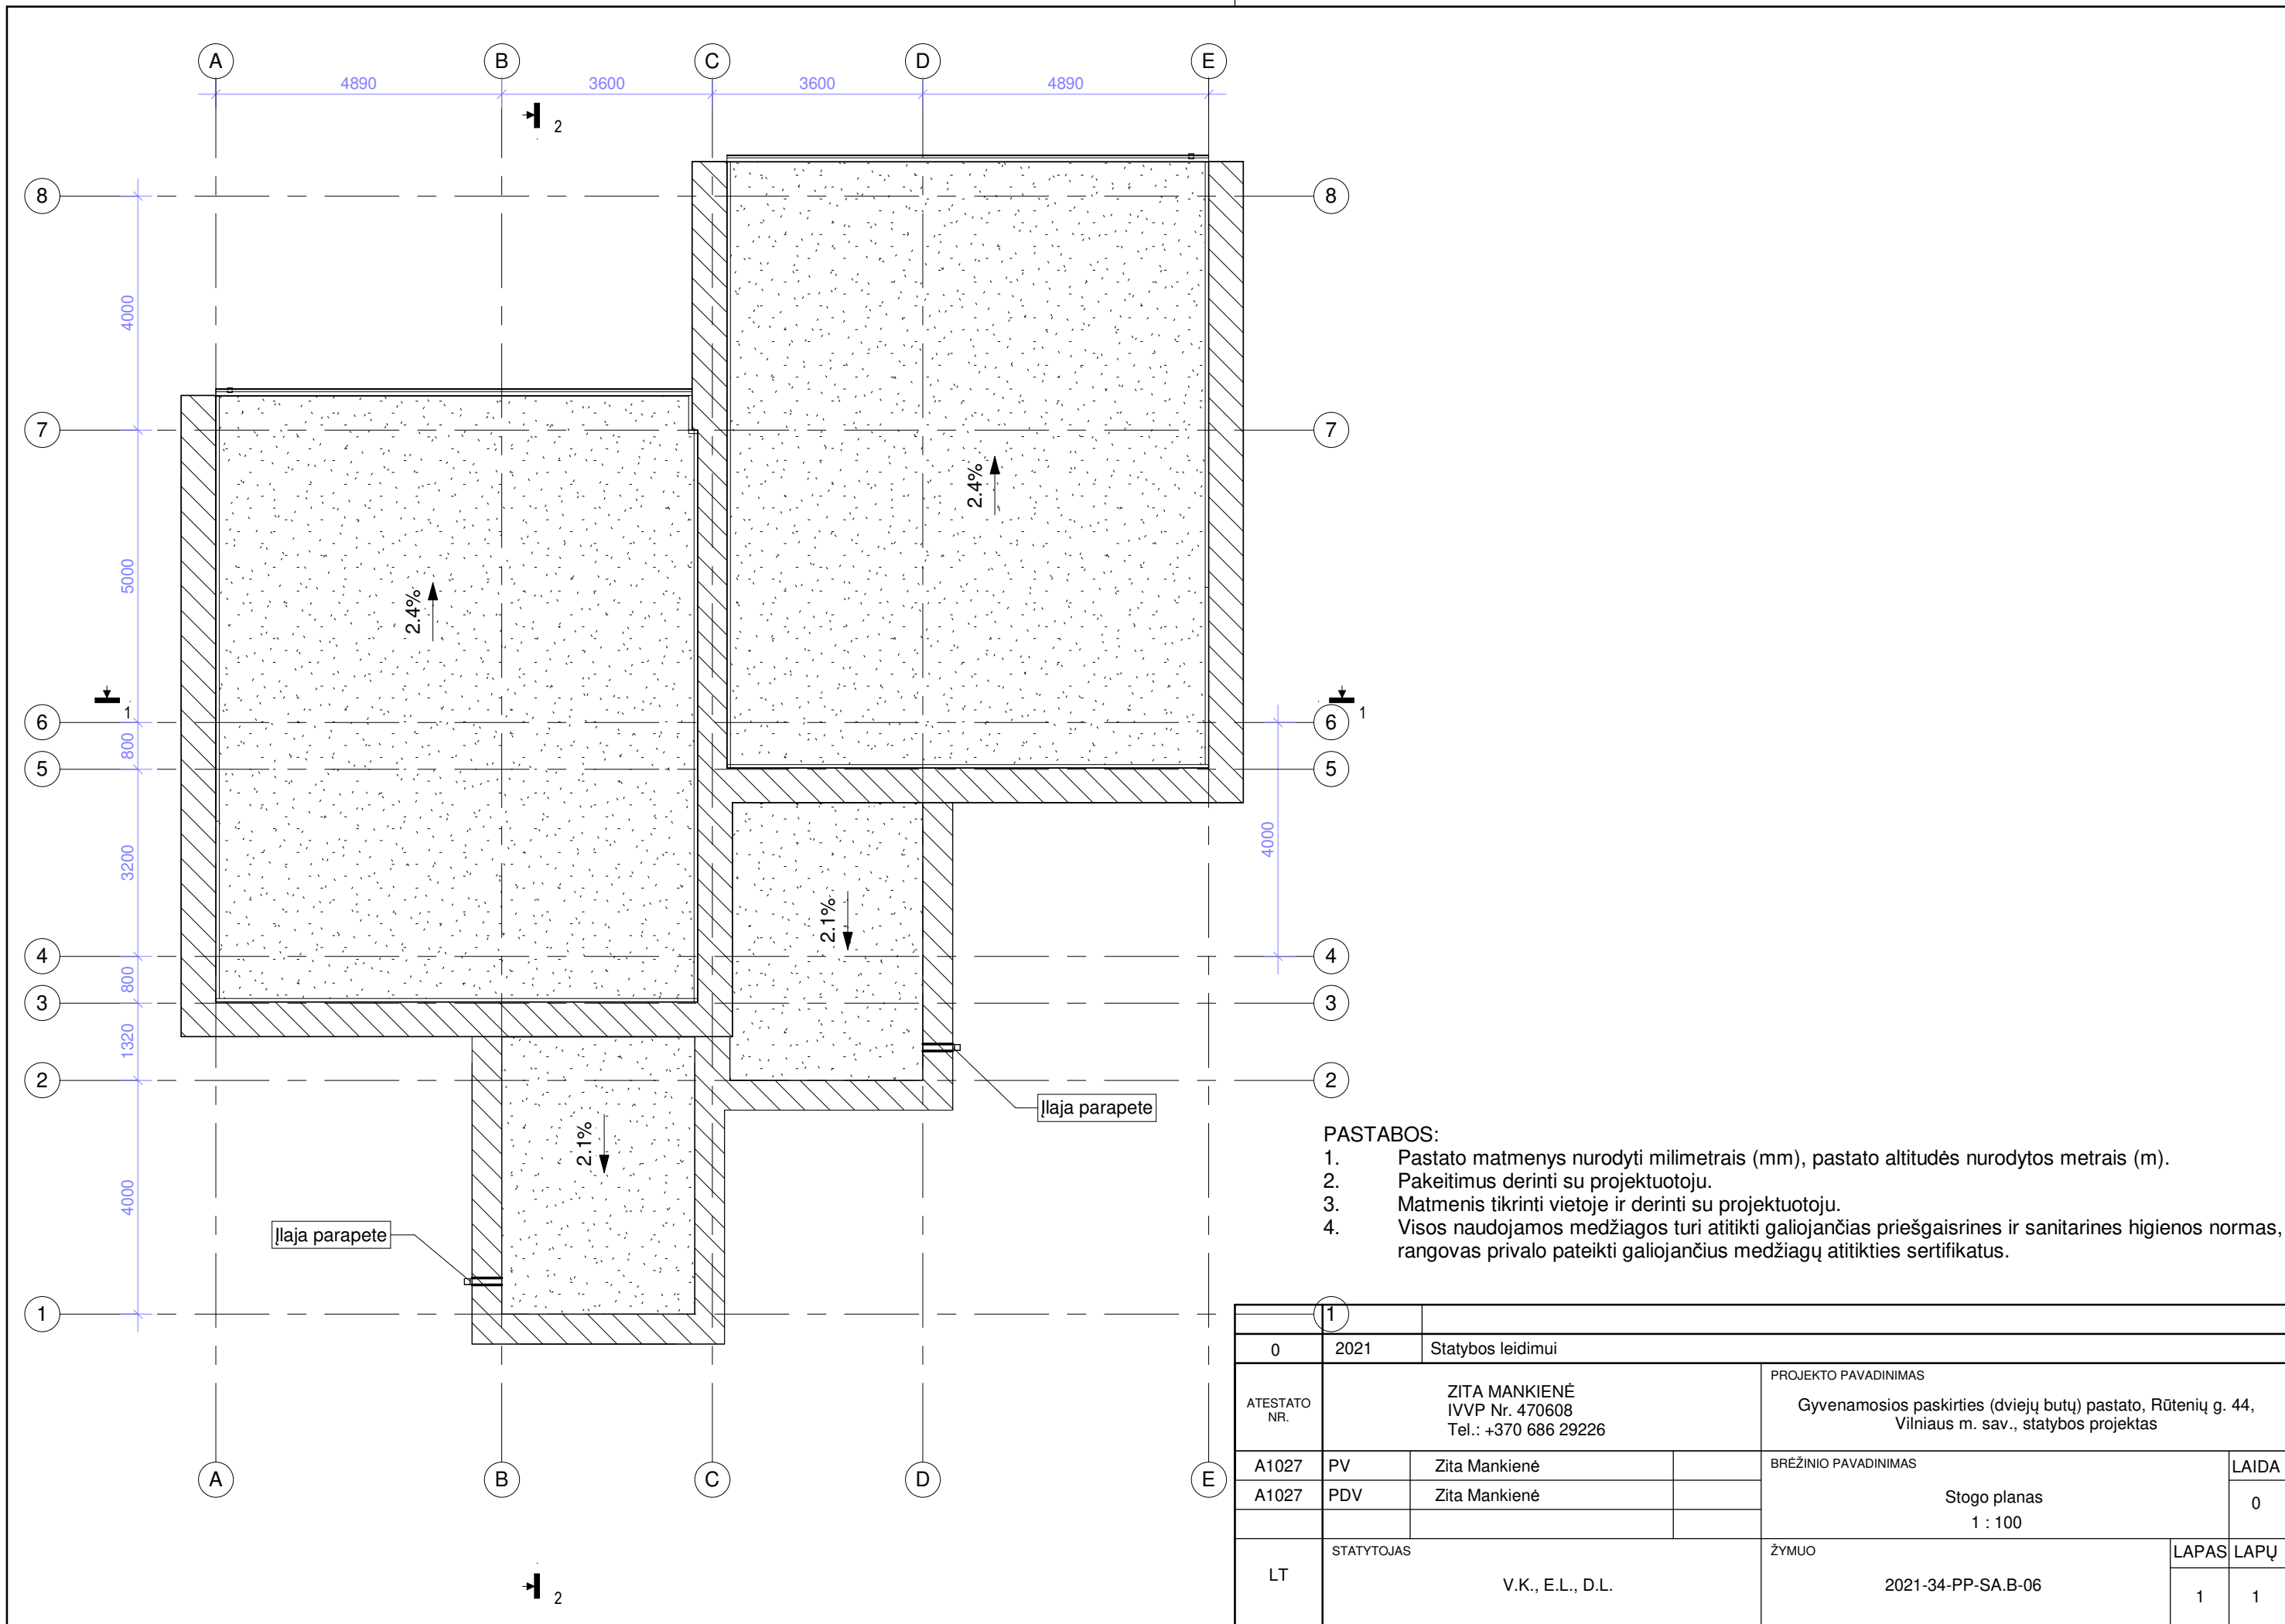 A B C D E
4890 3600 3600 4890
2
8 8
4000
7 7
2.4%
5000
2.4%
1 1
6 6
800
5 5
3200
4000
2.1%
4 4
800
3 3
1320
2 2
Įlaja parapete
2.1%
4000
Įlaja parapete
1 1
A B C D E
2
PASTABOS:
1. Pastato matmenys nurodyti milimetrais (mm), pastato altitudės nurodytos metrais (m).
2. Pakeitimus derinti su projektuotoju.
3. Matmenis tikrinti vietoje ir derinti su projektuotoju.
4. Visos naudojamos medžiagos turi atitikti galiojančias priešgaisrines ir sanitarines higienos normas,
rangovas privalo pateikti galiojančius medžiagų atitikties sertifikatus.
0 2021 Statybos leidimui
ATESTATO
NR.
ZITA MANKIENĖ
IVVP Nr. 470608
Tel.: +370 686 29226
PROJEKTO PAVADINIMAS
Gyvenamosios paskirties (dviejų butų) pastato, Rūtenių g. 44,
Vilniaus m. sav., statybos projektas
A1027 PV Zita Mankienė
A1027 PDV Zita Mankienė
BRĖŽINIO PAVADINIMAS
Stogo planas
1 : 100
LAIDA
0
LT
STATYTOJAS
V.K., E.L., D.L.
ŽYMUO
2021-34-PP-SA.B-06
LAPAS LAPŲ
1 1